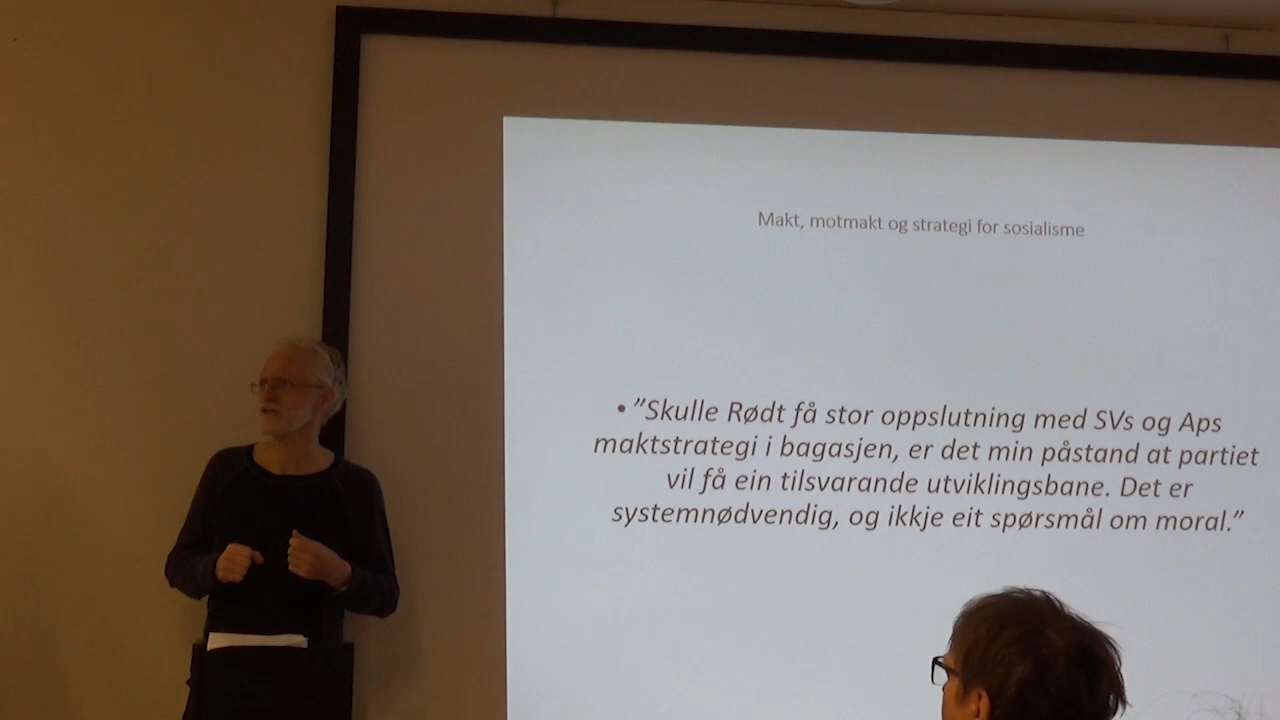 Makt, motmakt og strategi for sosialisme
• ”Skulle Rødt få stor oppslutning med SVs og Aps
maktstrategi i bagasjen, er det min påstand at partiet
vil få ein tilsvarande utviklingsbane. Det er
systemnødvendig, og ikkje eit spørsmål om moral.”